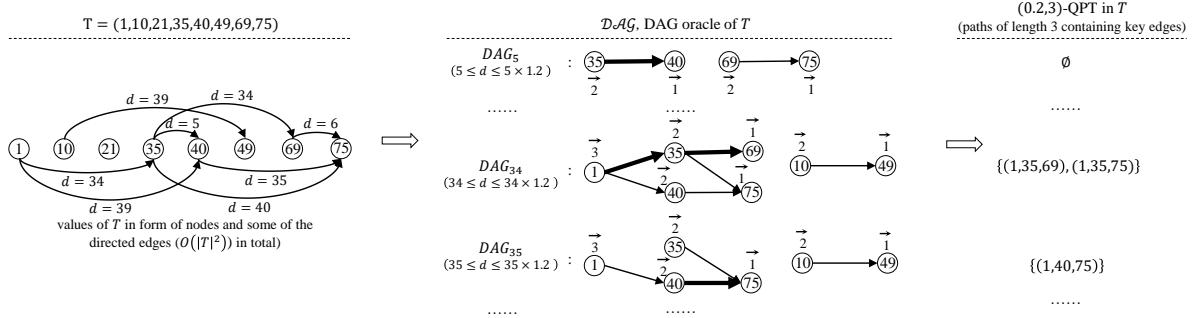 T = (1,10,21,35,40,49,69,75)
d = 39
d = 34
d = 5
d = 6
1
10
21
35
40
49
69
75
d = 34
d = 35
d = 39
d = 40
values of T in form of nodes and some of the
directed edges (O(|T|²) in total)
𝒟𝒜𝒢, DAG oracle of T
DAG₅
(5 ≤ d ≤ 5 × 1.2) :
35
40
69
75
2
1
2
1
......
......
DAG₃₄
(34 ≤ d ≤ 34 × 1.2) :
3
2
1
2
1
1
35
69
10
49
2
40
1
75
DAG₃₅
(35 ≤ d ≤ 35 × 1.2) :
3
2
2
1
1
35
10
49
2
40
1
75
......
......
(0.2,3)-QPT in T
(paths of length 3 containing key edges)
∅
......
{(1,35,69), (1,35,75)}
{(1,40,75)}
......